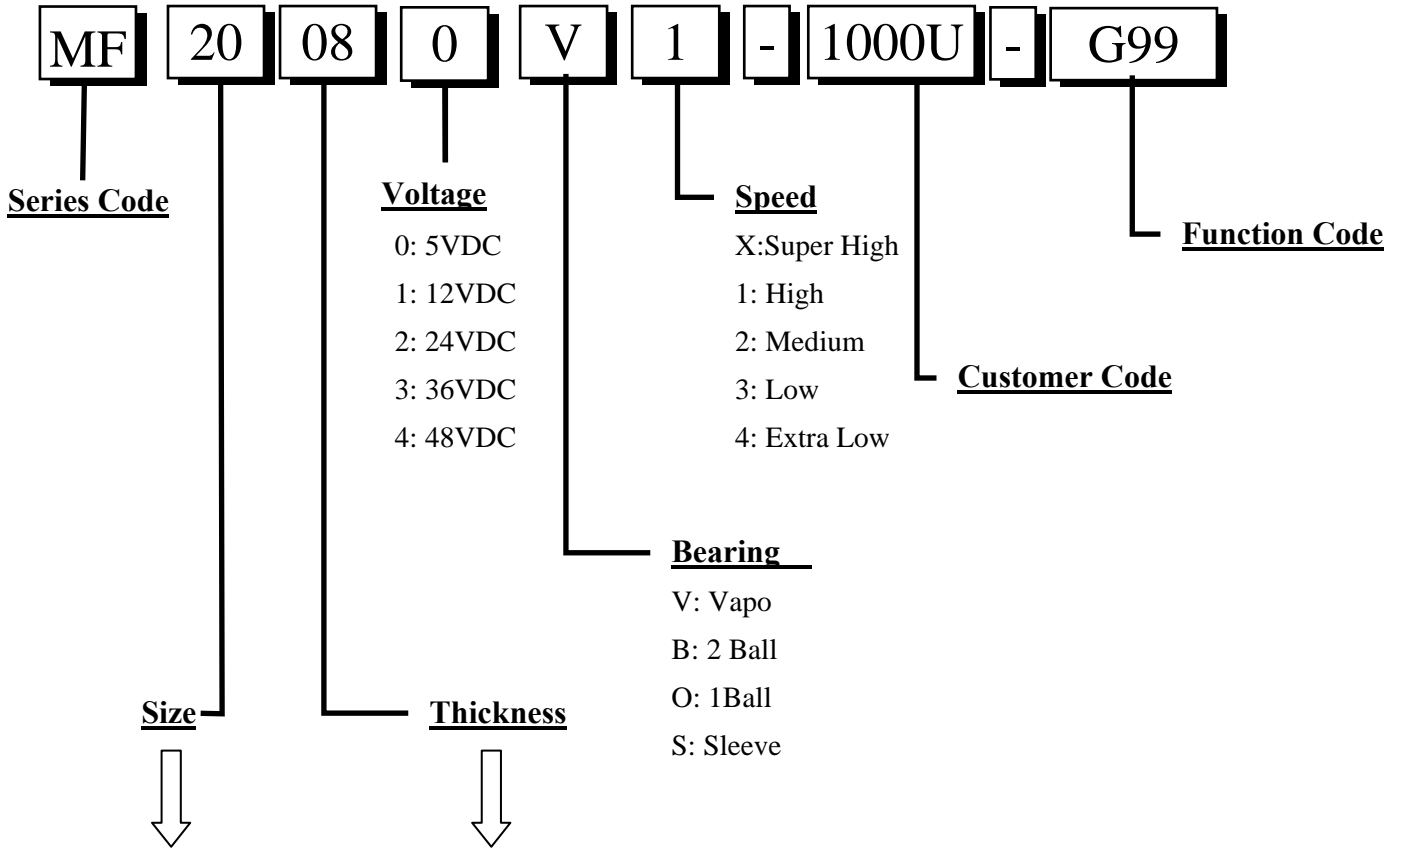 MF 20 08 0 V 1 - 1000U - G99
Series Code
Voltage
0: 5VDC
1: 12VDC
2: 24VDC
3: 36VDC
4: 48VDC
Speed
X:Super High
1: High
2: Medium
3: Low
4: Extra Low
Function Code
Customer Code
Bearing
V: Vapo
B: 2 Ball
O: 1Ball
S: Sleeve
Size
Thickness